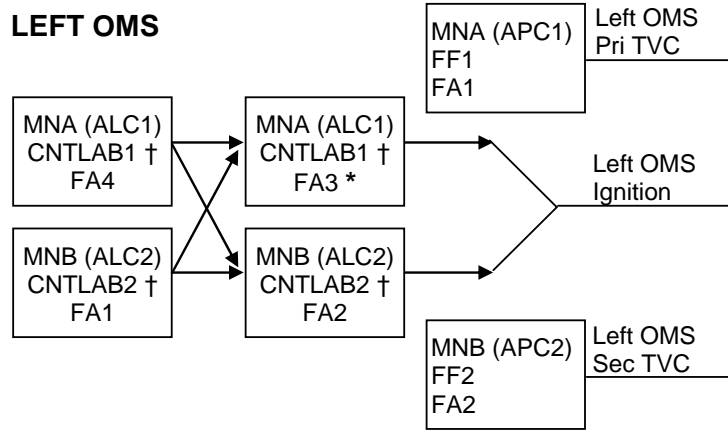 LEFT OMS
MNA (APC1)
FF1
FA1
Left OMS
Pri TVC
MNA (ALC1)
CNTLAB1 †
FA4
MNA (ALC1)
CNTLAB1 †
FA3 *
Left OMS
Ignition
MNB (ALC2)
CNTLAB2 †
FA1
MNB (ALC2)
CNTLAB2 †
FA2
MNB (APC2)
FF2
FA2
Left OMS
Sec TVC